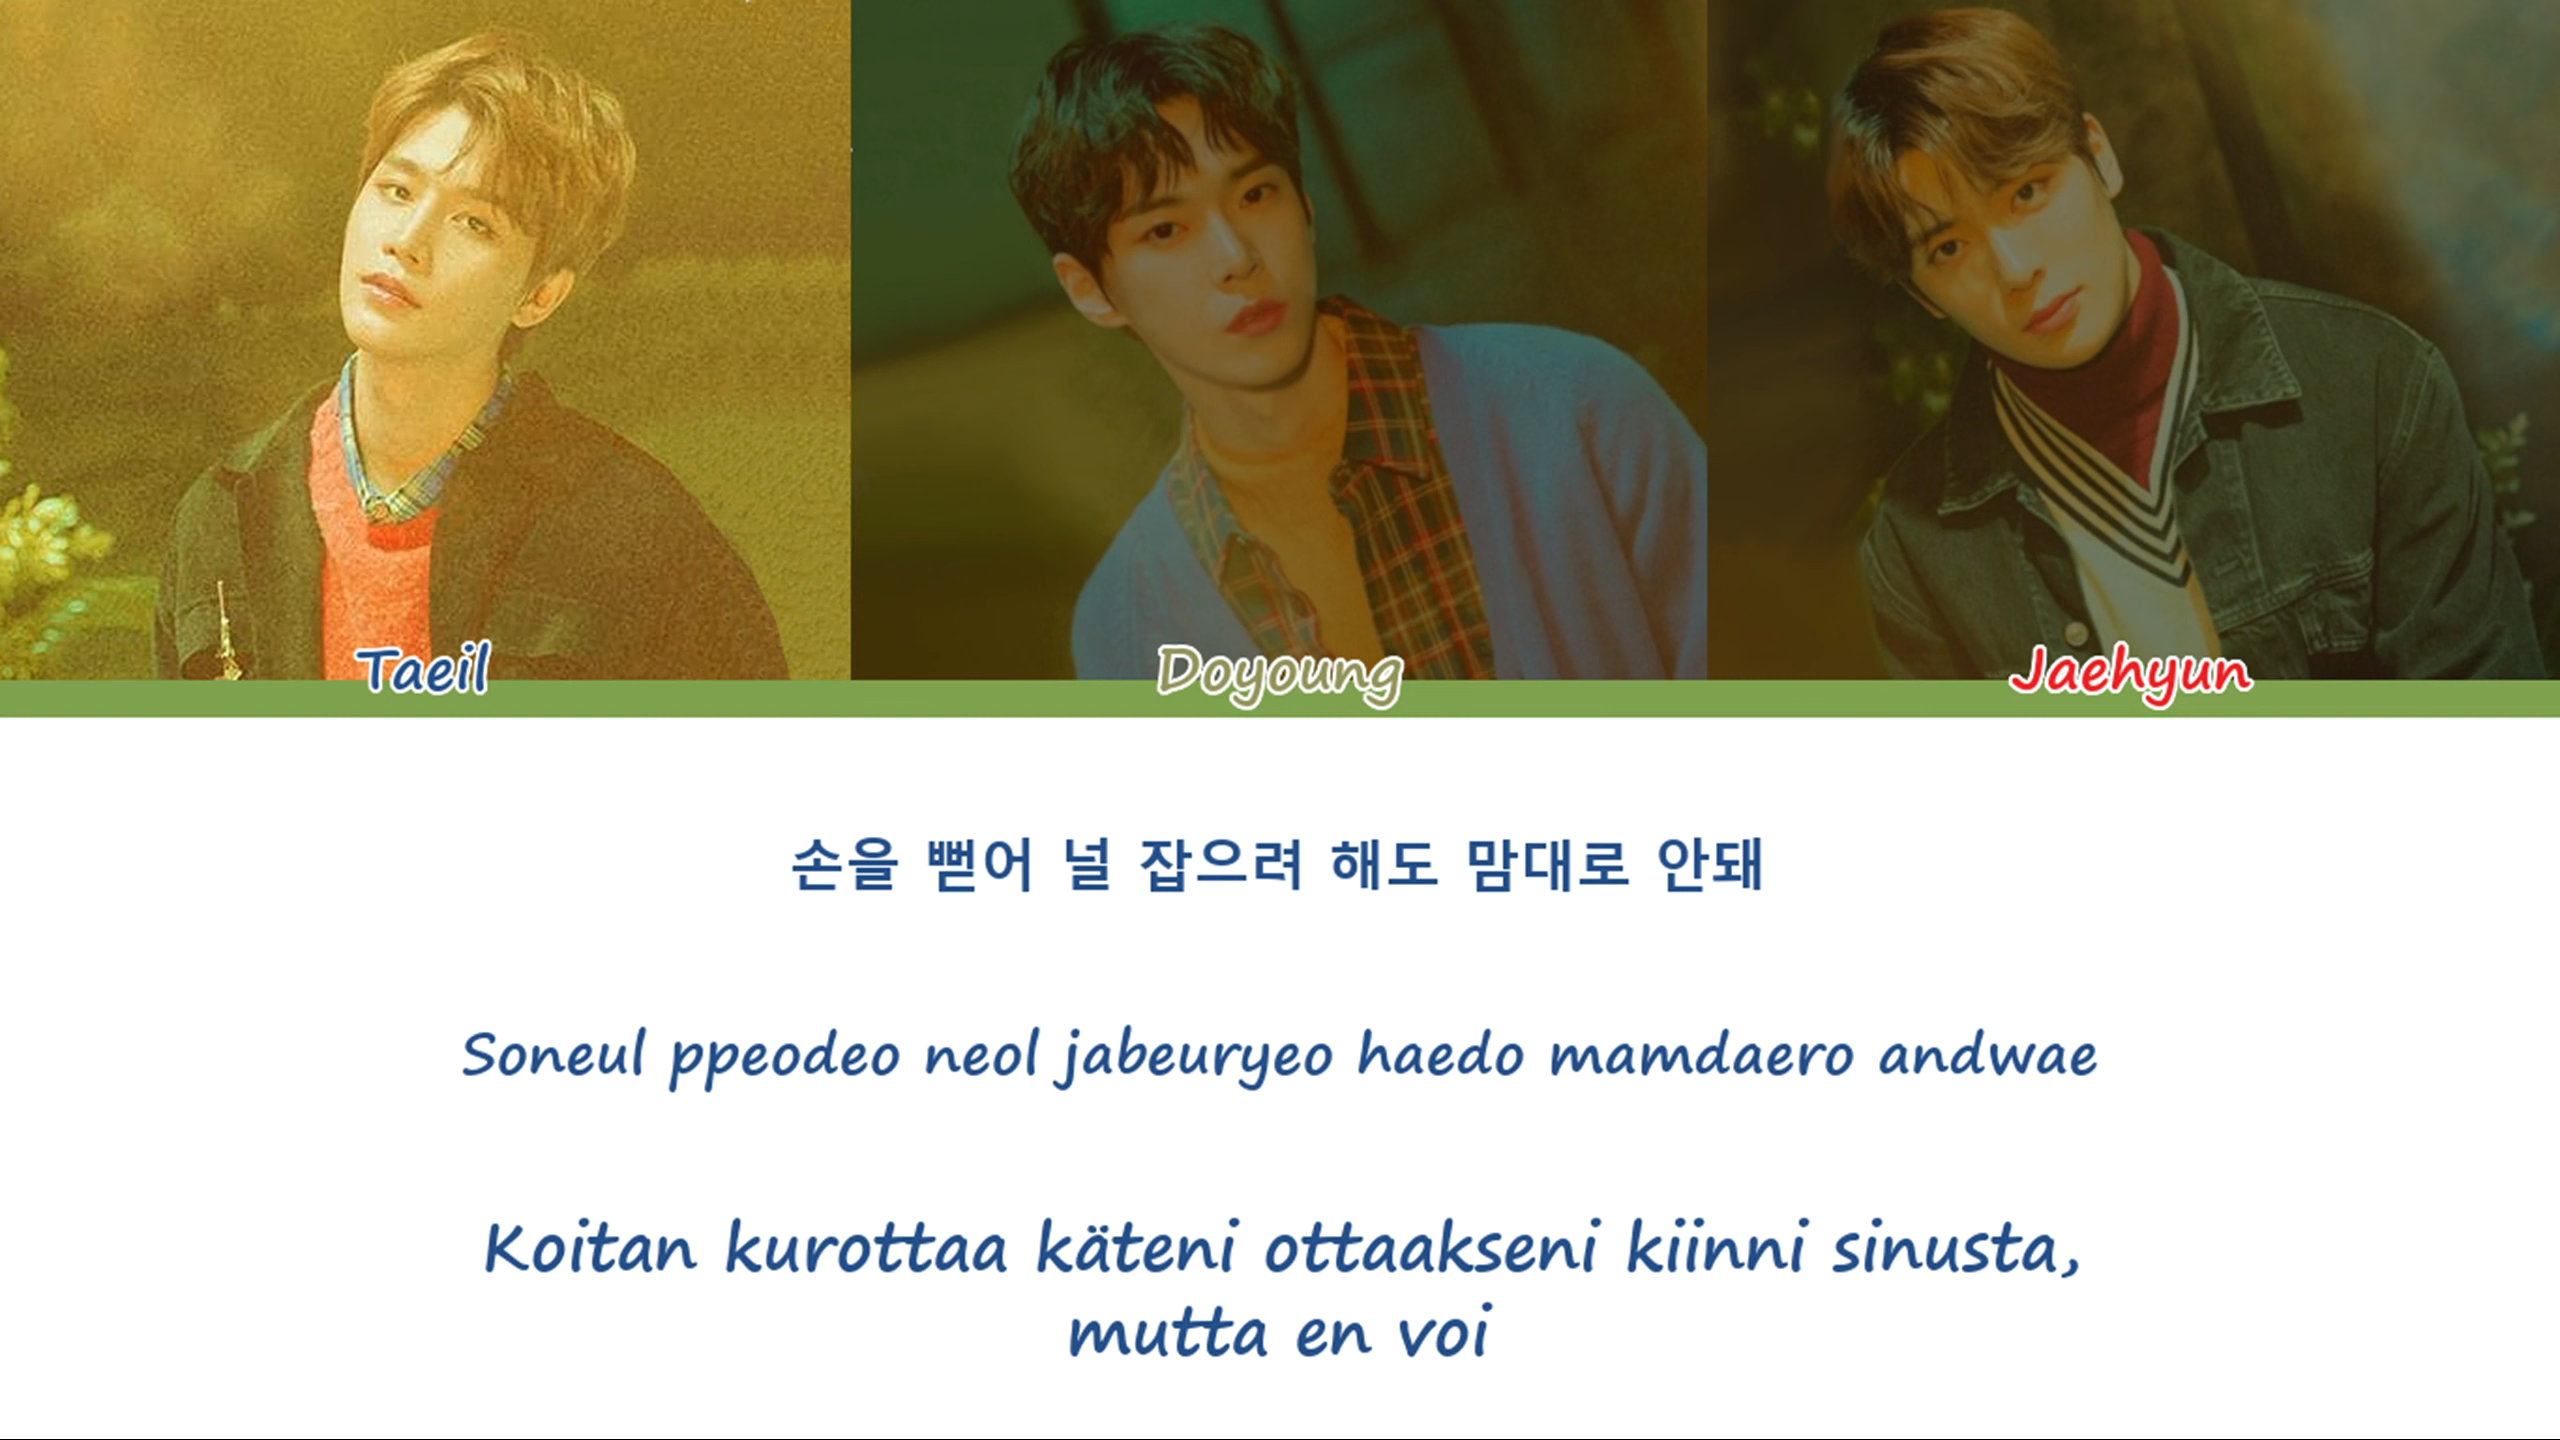 Taeil
Doyoung
Jaehyun
손을 뻗어 널 잡으려 해도 맘대로 안돼
Soneul ppeodeo neol jabeuryeo haedo mamdaero andwae
Koitan kurottaa käteni ottaakseni kiinni sinusta,
mutta en voi